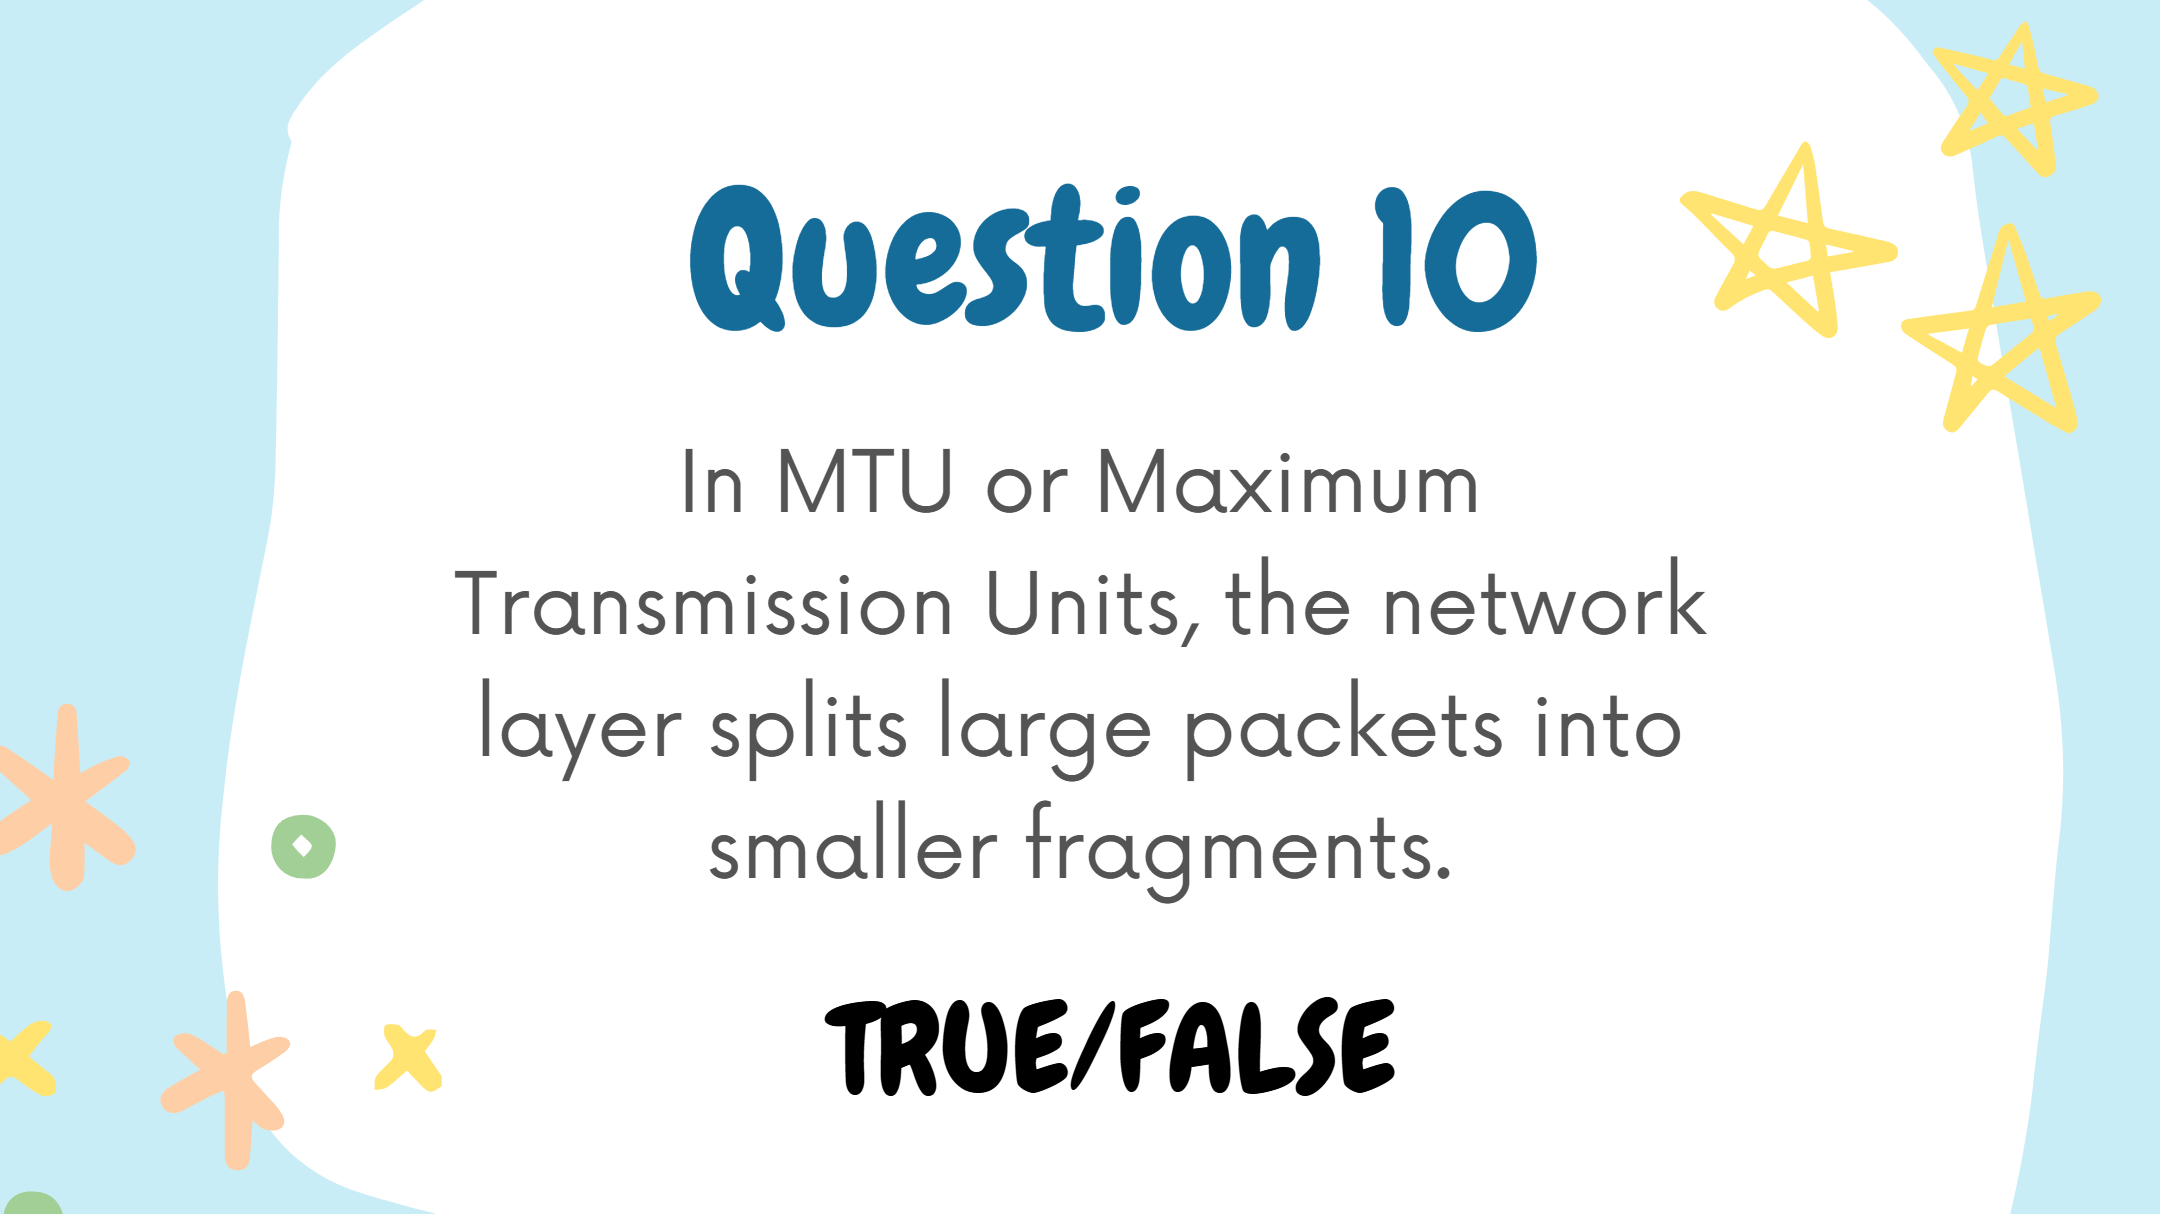 Question 10
In MTU or Maximum
Transmission Units, the network
layer splits large packets into
smaller fragments.
TRUE/FALSE